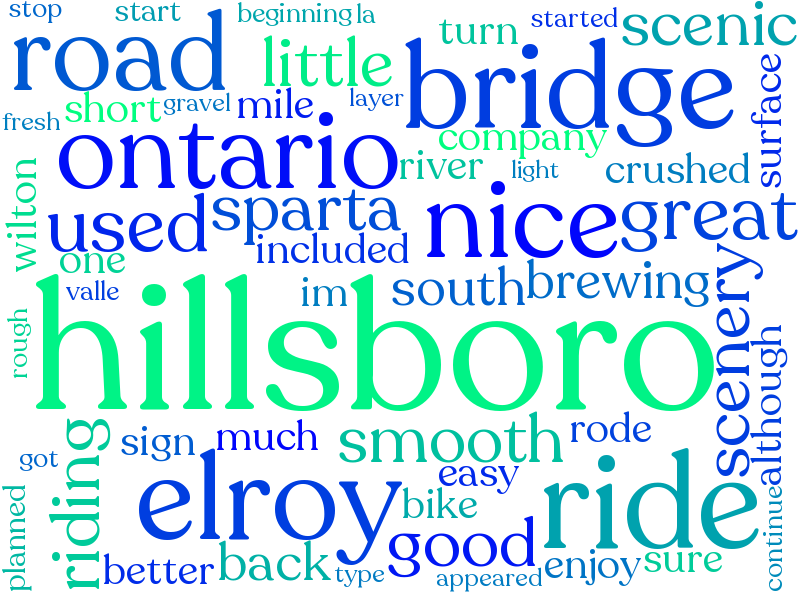 stop
start
beginning
la
started
scenic
road
little
turn
bridge
short
gravel
mile
layer
surface
fresh
ontario
company
river
light
crushed
wilton
used
sparta
nice
great
one
included
valle
im
south
brewing
scenery
hillsboro
rough
although
riding
sign
much
smooth
rode
got
elroy
easy
ride
planned
bike
good
continue
better
back
type
appeared
enjoy
sure